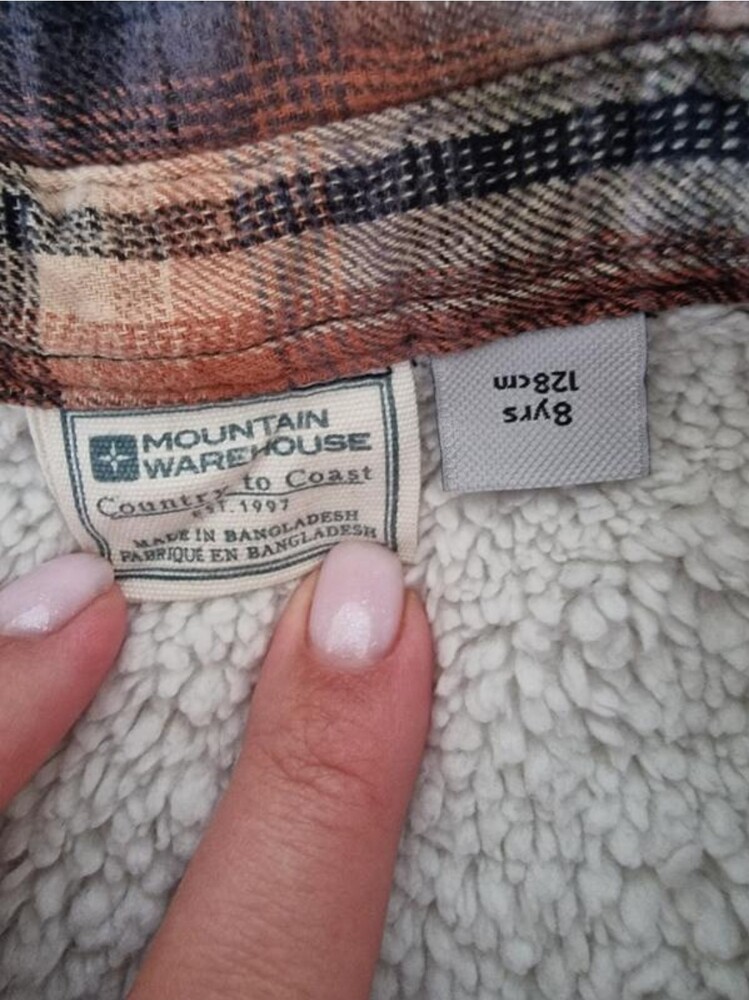 MOUNTAIN
WAREHOUSE
Country to Coast
EST. 1997
MADE IN BANGLADESH
FABRIQUÉ EN BANGLADESH
8yrs
128cm